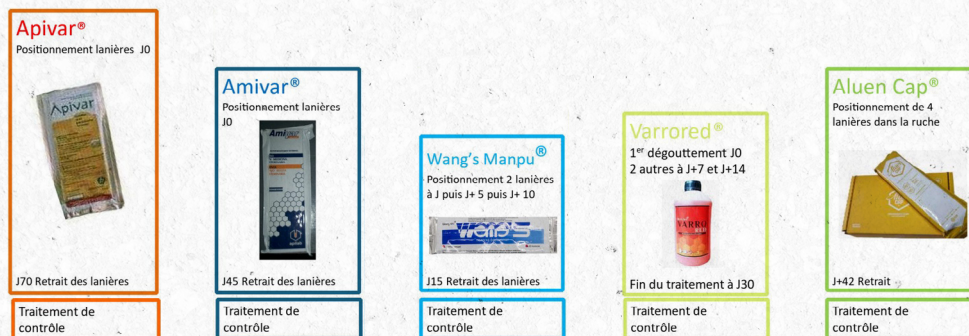 Apivar®
Positionnement lanières J0
Apivar
J70 Retrait des lanières
Traitement de
contrôle
Amivar®
Positionnement lanières
J0
J45 Retrait des lanières
Traitement de
contrôle
Wang's Manpu®
Positionnement 2 lanières
à J puis J+ 5 puis J+ 10
J15 Retrait des lanières
Traitement de
contrôle
Varrored®
1er dégouttement J0
2 autres à J+7 et J+14
VARRO
Fin du traitement à J30
Traitement de
contrôle
Aluen Cap®
Positionnement de 4
lanières dans la ruche
J+42 Retrait
Traitement de
contrôle